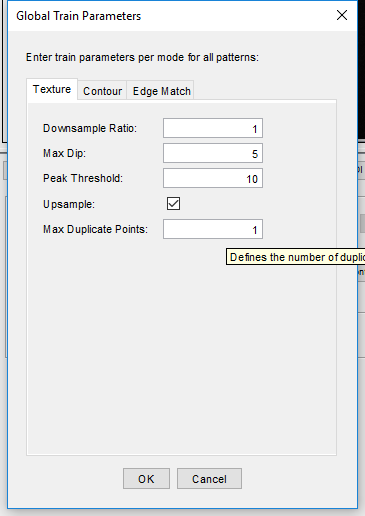 Global Train Parameters
Enter train parameters per mode for all patterns:
Texture Contour Edge Match
Downsample Ratio: 1
Max Dip: 5
Peak Threshold: 10
Upsample:
Max Duplicate Points: 1
Defines the number of
OK Cancel